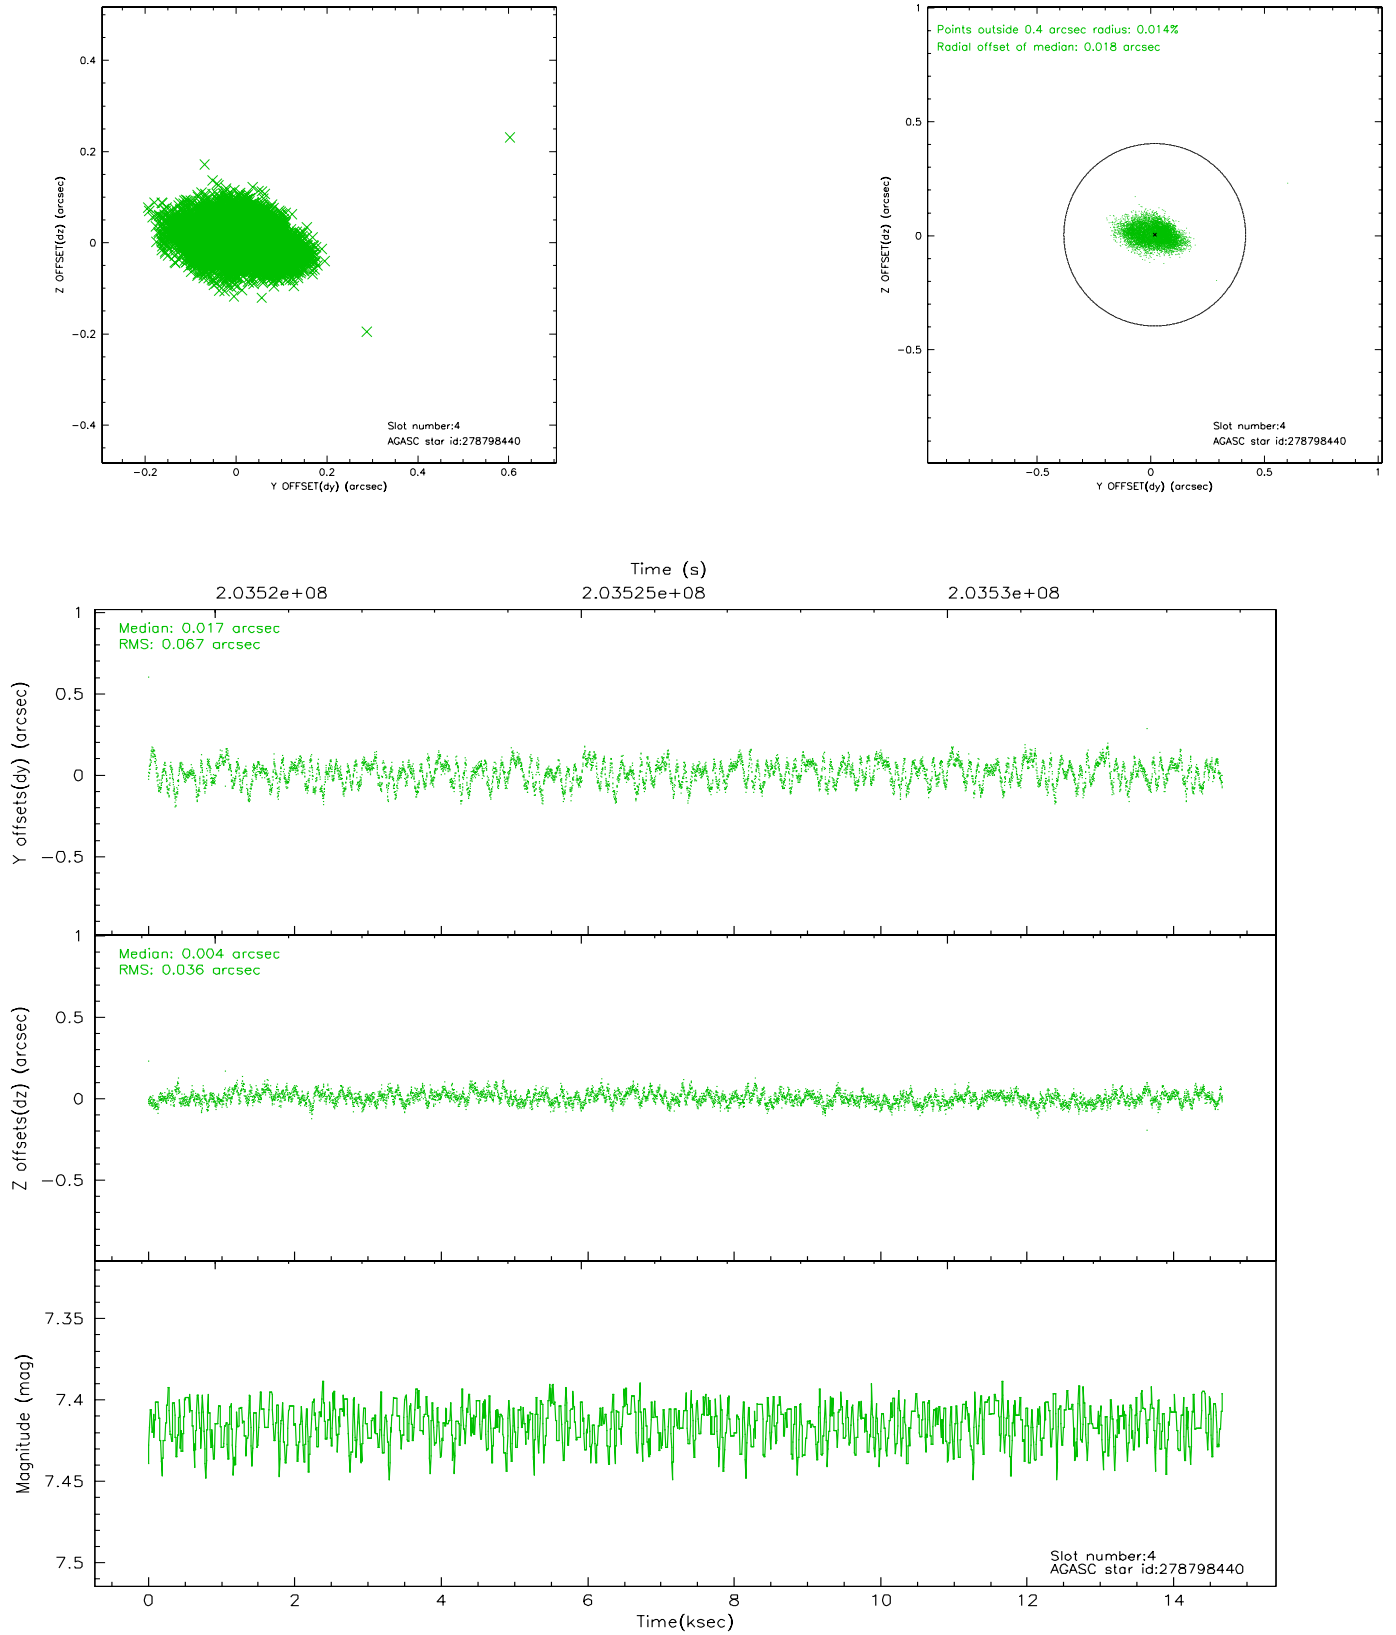 0.4
0.2
0
−0.2
−0.4
Z OFFSET(dz) (arcsec)
Slot number:4
AGASC star id:278798440
−0.2 0 0.2 0.4 0.6
Y OFFSET(dy) (arcsec)
1
0.5
0
−0.5
Z OFFSET(dz) (arcsec)
Points outside 0.4 arcsec radius: 0.014%
Radial offset of median: 0.018 arcsec
Slot number:4
AGASC star id:278798440
−0.5 0 0.5 1
Y OFFSET(dy) (arcsec)
Time (s)
2.0352e+08 2.03525e+08 2.0353e+08
1
0.5
0
−0.5
Y offsets(dy) (arcsec)
Median: 0.017 arcsec
RMS: 0.067 arcsec
1
0.5
0
−0.5
Z offsets(dz) (arcsec)
Median: 0.004 arcsec
RMS: 0.036 arcsec
7.35
7.4
7.45
7.5
Magnitude (mag)
Slot number:4
AGASC star id:278798440
0 2 4 6 8 10 12 14
Time(ksec)